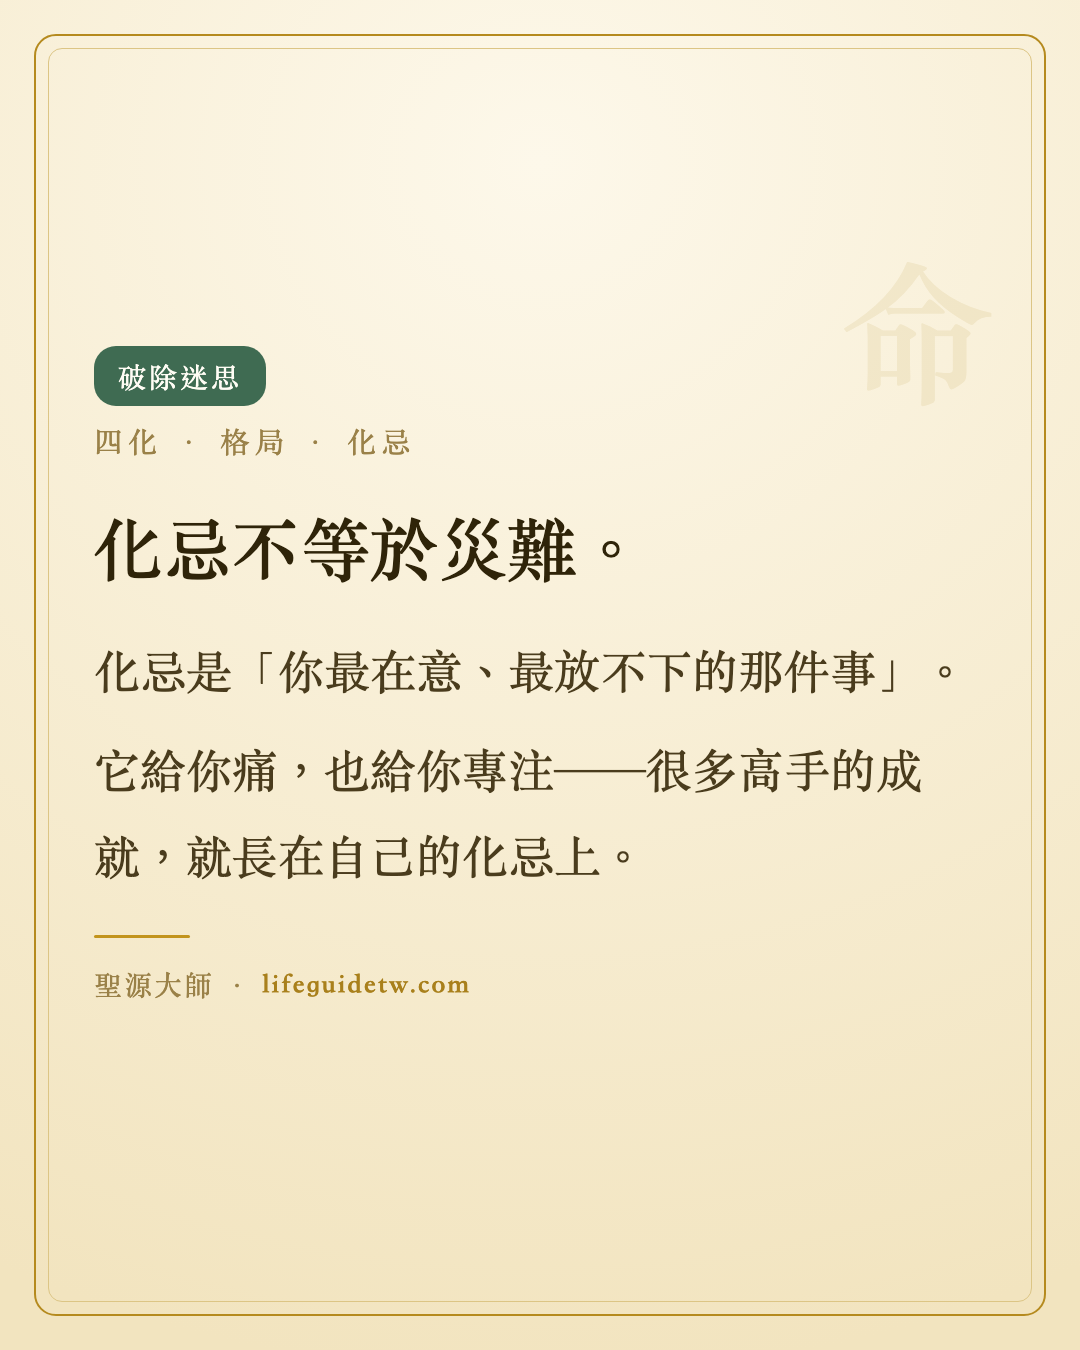 命
破除迷思
四化 · 格局 · 化忌
化忌不等於災難。
化忌是「你最在意、最放不下的那件事」。
它給你痛，也給你專注——很多高手的成
就，就長在自己的化忌上。
聖源大師 · lifeguidetw.com